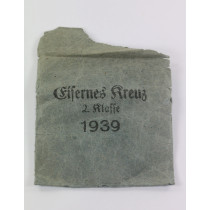 Eisernes Kreuz
2. Klasse
1939